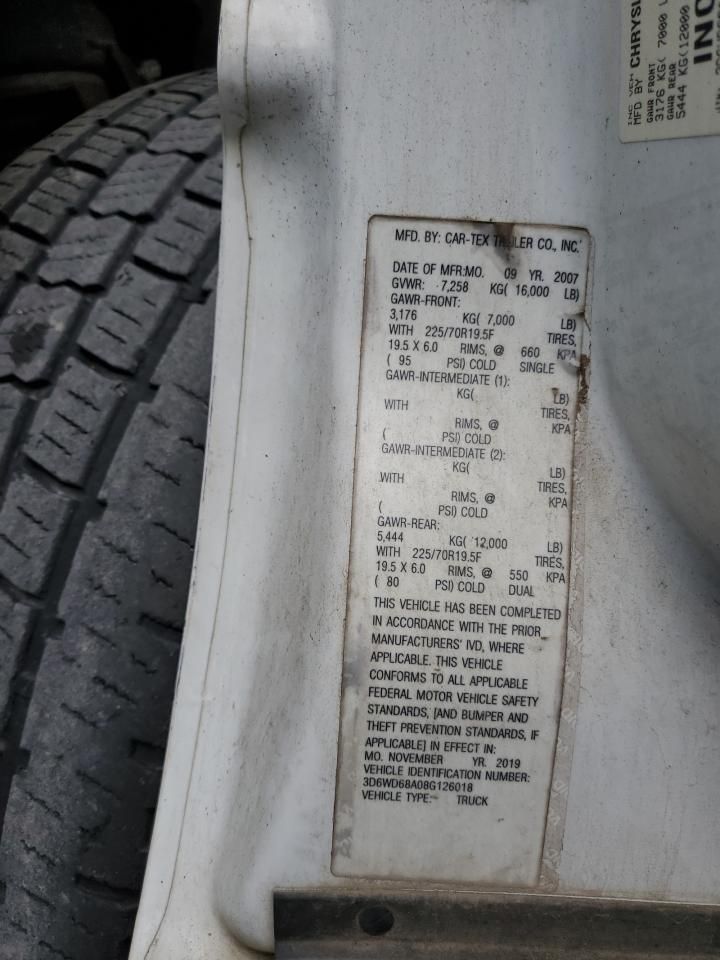 INC VEH
MFD BY CHRYSL
GAWR FRONT
3176 KG( 7000 L
GAWR REAR
5444 KG(12000
INC
MFD. BY: CAR-TEX TRAILER CO., INC.
DATE OF MFR:MO. 09 YR. 2007
GVWR: 7,258 KG( 16,000 LB)
GAWR-FRONT:
3,176 KG( 7,000 LB)
WITH 225/70R19.5F TIRES,
19.5 X 6.0 RIMS, @ 660 KPA
( 95 PSI) COLD SINGLE
GAWR-INTERMEDIATE (1):
KG( LB)
WITH TIRES,
RIMS, @ KPA
( PSI) COLD
GAWR-INTERMEDIATE (2):
KG( LB)
WITH TIRES,
RIMS, @ KPA
( PSI) COLD
GAWR-REAR:
5,444 KG( 12,000 LB)
WITH 225/70R19.5F TIRES,
19.5 X 6.0 RIMS, @ 550 KPA
( 80 PSI) COLD DUAL
THIS VEHICLE HAS BEEN COMPLETED
IN ACCORDANCE WITH THE PRIOR
MANUFACTURERS' IVD, WHERE
APPLICABLE. THIS VEHICLE
CONFORMS TO ALL APPLICABLE
FEDERAL MOTOR VEHICLE SAFETY
STANDARDS, [AND BUMPER AND
THEFT PREVENTION STANDARDS, IF
APPLICABLE] IN EFFECT IN:
MO. NOVEMBER YR. 2019
VEHICLE IDENTIFICATION NUMBER:
3D6WD68A08G126018
VEHICLE TYPE: TRUCK